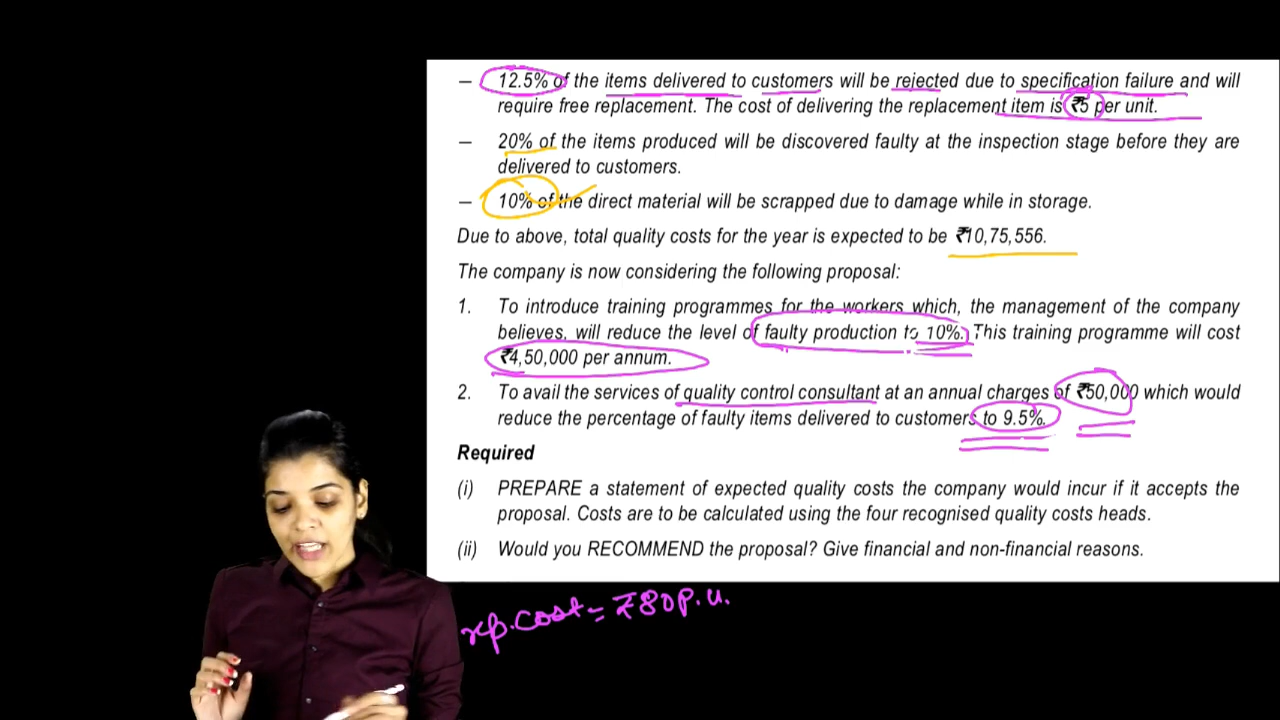 – 12.5% of the items delivered to customers will be rejected due to specification failure and will
require free replacement. The cost of delivering the replacement item is ₹5 per unit.
– 20% of the items produced will be discovered faulty at the inspection stage before they are
delivered to customers.
– 10% of the direct material will be scrapped due to damage while in storage.
Due to above, total quality costs for the year is expected to be ₹10,75,556.
The company is now considering the following proposal:
1. To introduce training programmes for the workers which, the management of the company
believes, will reduce the level of faulty production to 10%. This training programme will cost
₹4,50,000 per annum.
2. To avail the services of quality control consultant at an annual charges of ₹50,000 which would
reduce the percentage of faulty items delivered to customers to 9.5%.
Required
(i) PREPARE a statement of expected quality costs the company would incur if it accepts the
proposal. Costs are to be calculated using the four recognised quality costs heads.
(ii) Would you RECOMMEND the proposal? Give financial and non-financial reasons.
cost = ₹80 p.u.